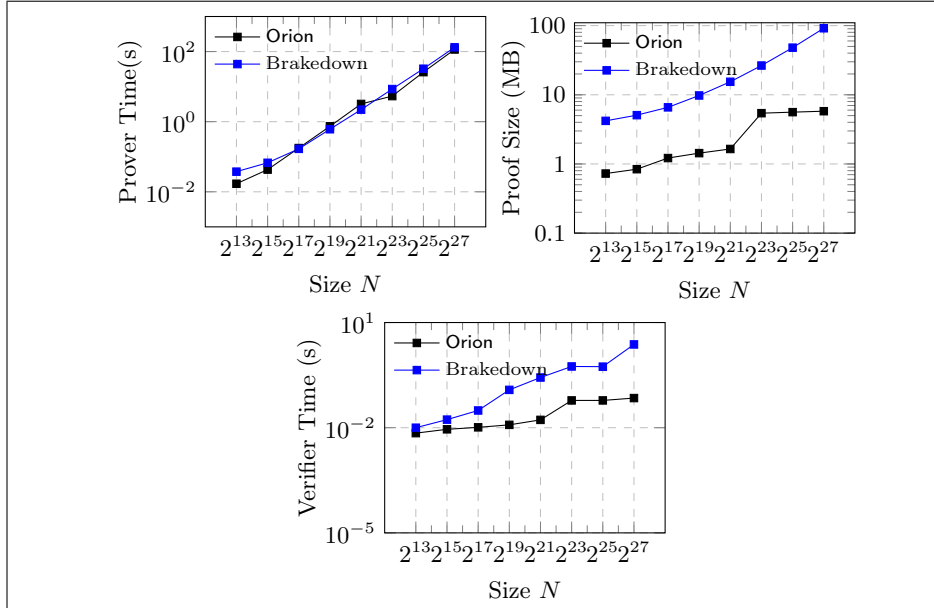 Prover Time(s)
10^2
10^0
10^−2
Orion
Brakedown
2^13 2^15 2^17 2^19 2^21 2^23 2^25 2^27
Size N
Proof Size (MB)
100
10
1
0.1
Orion
Brakedown
2^13 2^15 2^17 2^19 2^21 2^23 2^25 2^27
Size N
Verifier Time (s)
10^1
10^−2
10^−5
Orion
Brakedown
2^13 2^15 2^17 2^19 2^21 2^23 2^25 2^27
Size N